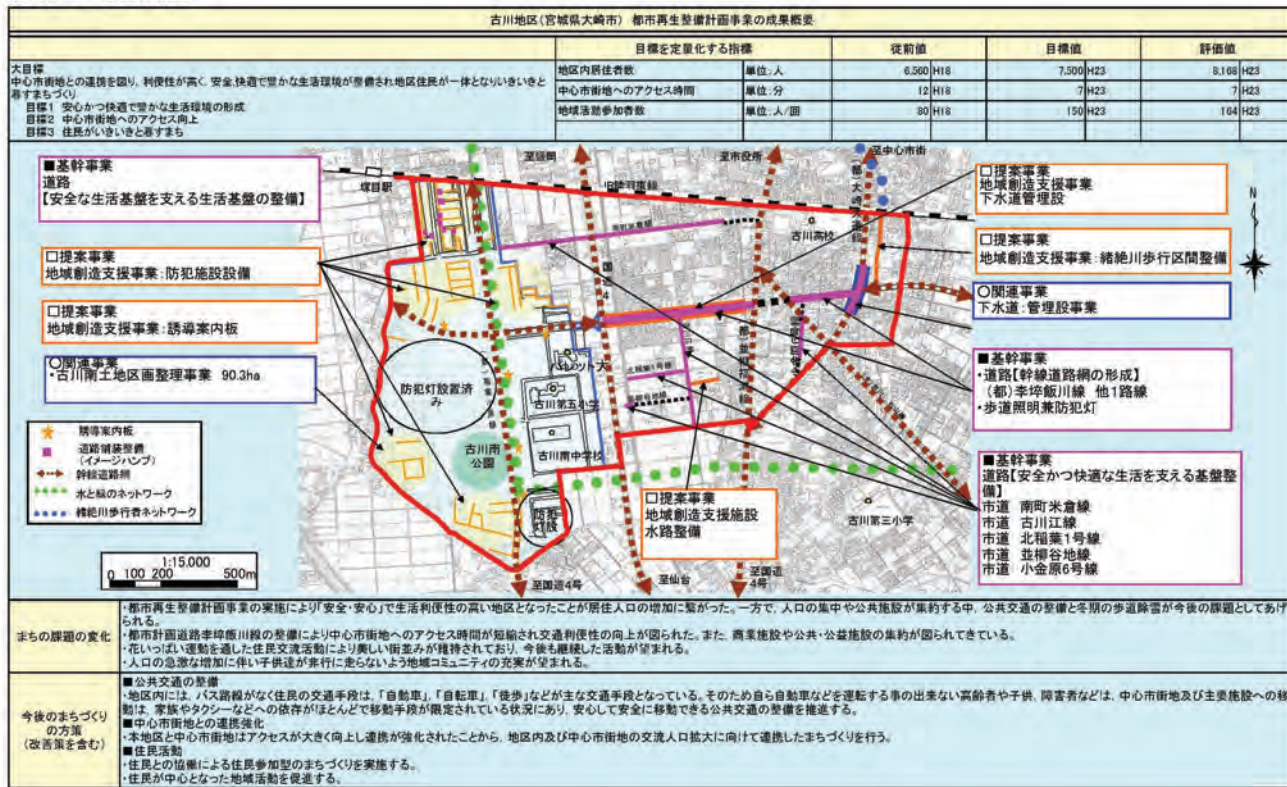 古川地区(宮城県大崎市) 都市再生整備計画事業の成果概要
目標を定量化する指標 従前値 目標値 評価値
大目標
中心市街地との連携を図り、利便性が高く、安全,快適で豊かな生活環境が整備され地区住民が一体となりいきいきと
暮すまちづくり
目標1 安心かつ快適で豊かな生活環境の形成
目標2 中心市街地へのアクセス向上
目標3 住民がいきいきと暮すまち
地区内居住者数 単位:人 6,560 H18 7,500 H23 8,168 H23
中心市街地へのアクセス時間 単位:分 12 H18 7 H23 7 H23
地域活動参加者数 単位:人/回 80 H18 150 H23 164 H23
■基幹事業
道路
【安全な生活基盤を支える生活基盤の整備】
□提案事業
地域創造支援事業:防犯施設設備
□提案事業
地域創造支援事業:誘導案内板
○関連事業
・古川南土地区画整理事業 90.3ha
誘導案内板
道路舗装整備
(イメージハンプ)
幹線道路網
水と緑のネットワーク
緒絶川歩行者ネットワーク
1:15,000
0 100 200 500m
至盛岡
至市役所
至中心市街
塚目駅
JR陸羽東線
南町米倉線
古川高校
国道4
北稲葉1号線
パレット大
古川第五小学
防犯灯設置済
み
古川南
公園
古川南中学校
防犯
灯設
古川第三小学
至国道4号
至仙台
至国道
4号
N
□提案事業
地域創造支援施設
水路整備
□提案事業
地域創造支援事業
下水道管埋設
□提案事業
地域創造支援事業:緒絶川歩行区間整備
○関連事業
下水道:管埋設事業
■基幹事業
・道路【幹線道路網の形成】
(都)李埣飯川線 他1路線
・歩道照明兼防犯灯
■基幹事業
道路【安全かつ快適な生活を支える基盤整
備】
市道 南町米倉線
市道 古川江線
市道 北稲葉1号線
市道 並柳谷地線
市道 小金原6号線
まちの課題の変化
・都市再生整備計画事業の実施により「安全・安心」で生活利便性の高い地区となったことが居住人口の増加に繋がった。一方で、人口の集中や公共施設が集約する中、公共交通の整備と冬期の歩道除雪が今後の課題としてあげ
られる。
・都市計画道路李埣飯川線の整備により中心市街地へのアクセス時間が短縮され交通利便性の向上が図られた。また、商業施設や公共・公益施設の集約が図られてきている。
・花いっぱい運動を通した住民交流活動により美しい街並みが維持されており、今後も継続した活動が望まれる。
・人口の急激な増加に伴い子供達が非行に走らないよう地域コミュニティの充実が望まれる。
今後のまちづくり
の方策
(改善策を含む)
■公共交通の整備
・地区内には、バス路線がなく住民の交通手段は、「自動車」、「自転車」、「徒歩」などが主な交通手段となっている。そのため自ら自動車などを運転する事の出来ない高齢者や子供、障害者などは、中心市街地及び主要施設への移
動は、家族やタクシーなどへの依存がほとんどで移動手段が限定されている状況にあり、安心して安全に移動できる公共交通の整備を推進する。
■中心市街地との連携強化
・本地区と中心市街地はアクセスが大きく向上し連携が強化されたことから、地区内及び中心市街地の交流人口拡大に向けて連携したまちづくりを行う。
■住民活動
・住民との協働による住民参加型のまちづくりを実施する。
・住民が中心となった地域活動を促進する。